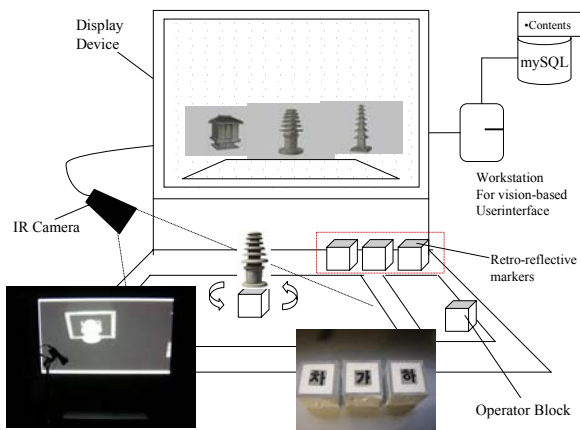 Display
Device
•Contents
mySQL
Workstation
For vision-based
Userinterface
IR Camera
Retro-reflective
markers
차 가 하
Operator Block